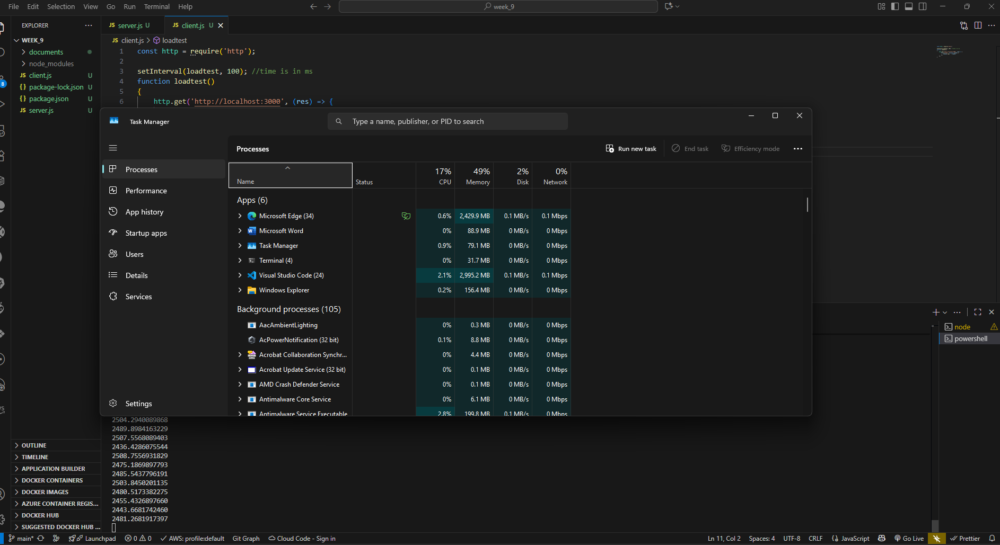 File Edit Selection View Go Run Terminal Help
week_9
EXPLORER
JS server.js U
JS client.js U
WEEK_9
JS client.js > loadtest
documents
node_modules
JS client.js U
{} package-lock.json U
{} package.json U
JS server.js U
8
1 const http = require('http');
2
3 setInterval(loadtest, 100); //time is in ms
4 function loadtest()
5 {
6 http.get('http://localhost:3000', (res) => {
Task Manager
Type a name, publisher, or PID to search
Processes
Run new task
End task
Efficiency mode
Processes
Performance
App history
Startup apps
Users
Details
Services
Settings
17% 49% 2% 0%
Name Status CPU Memory Disk Network
Apps (6)
Microsoft Edge (34) 0.6% 2,429.9 MB 0.1 MB/s 0.1 Mbps
Microsoft Word 0% 88.9 MB 0 MB/s 0 Mbps
Task Manager 0.9% 79.1 MB 0 MB/s 0 Mbps
Terminal (4) 0% 31.7 MB 0 MB/s 0 Mbps
Visual Studio Code (24) 2.1% 2,995.2 MB 0.1 MB/s 0.1 Mbps
Windows Explorer 0.2% 156.4 MB 0 MB/s 0 Mbps
Background processes (105)
AacAmbientLighting 0% 0.3 MB 0 MB/s 0 Mbps
AcPowerNotification (32 bit) 0.1% 8.8 MB 0 MB/s 0 Mbps
Acrobat Collaboration Synchr... 0% 4.4 MB 0 MB/s 0 Mbps
Acrobat Update Service (32 bit) 0% 0.1 MB 0 MB/s 0 Mbps
AMD Crash Defender Service 0% 0.1 MB 0 MB/s 0 Mbps
Antimalware Core Service 0% 6.1 MB 0 MB/s 0 Mbps
Antimalware Service Executable 2.8% 199.8 MB 0.1 MB/s 0 Mbps
node
powershell
2504.2940089868
2489.8984163229
2507.5568089403
2436.4286075544
2508.7556931829
2475.1869897793
2485.5437796191
2503.8450201135
2480.5173382275
2455.4326897660
2443.6681742460
2481.2681917397
OUTLINE
TIMELINE
APPLICATION BUILDER
DOCKER CONTAINERS
DOCKER IMAGES
AZURE CONTAINER REGIS...
DOCKER HUB
SUGGESTED DOCKER HUB ...
main* Launchpad 0 0 AWS: profile:default Git Graph Cloud Code - Sign in
Ln 11, Col 2 Spaces: 4 UTF-8 CRLF {} JavaScript Go Live Prettier